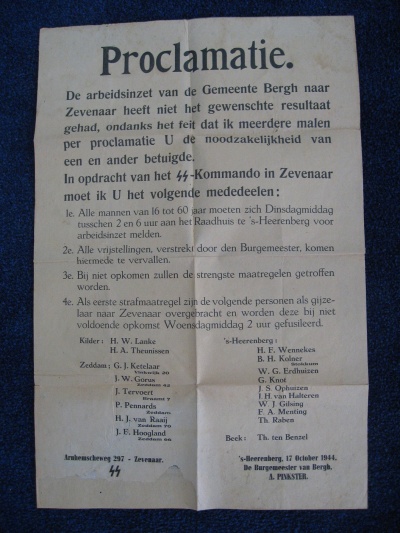 Proclamatie.
De arbeidsinzet van de Gemeente Bergh naar
Zevenaar heeft niet het gewenschte resultaat
gehad, ondanks het feit dat ik meerdere malen
per proclamatie U de noodzakelijkheid van
een en ander betuigde.
In opdracht van het SS-Kommando in Zevenaar
moet ik U het volgende mededeelen:
1e. Alle mannen van 16 tot 60 jaar moeten zich Dinsdagmiddag
tusschen 2 en 6 uur aan het Raadhuis te 's-Heerenberg voor
arbeidsinzet melden.
2e. Alle vrijstellingen, verstrekt door den Burgemeester, komen
hiermede te vervallen.
3e. Bij niet opkomen zullen de strengste maatregelen getroffen
worden.
4e. Als eerste strafmaatregel zijn de volgende personen als gijze-
laar naar Zevenaar overgebracht en worden deze bij niet
voldoende opkomst Woensdagmiddag 2 uur gefusileerd.
Kilder: H. W. Lanke
H. A. Theunissen
Zeddam: G. J. Ketelaar
J. W. Gorus
J. Tervoert
P. Pennards
H. J. van Raaij
Zeddam 70
J. F. Hoogland
Zeddam 66
's-Heerenberg:
H. F. Wennekes
B. H. Kolner
W. G. Erdhuizen
G. Knot
J. S. Ophuizen
J. H. van Halteren
W. J. Gilsing
F. A. Menting
Th. Raben
Beek: Th. ten Benzel
Arnhemscheweg 297 - Zevenaar.
SS
's-Heerenberg, 17 October 1944,
De Burgemeester van Bergh,
A. PINKSTER.